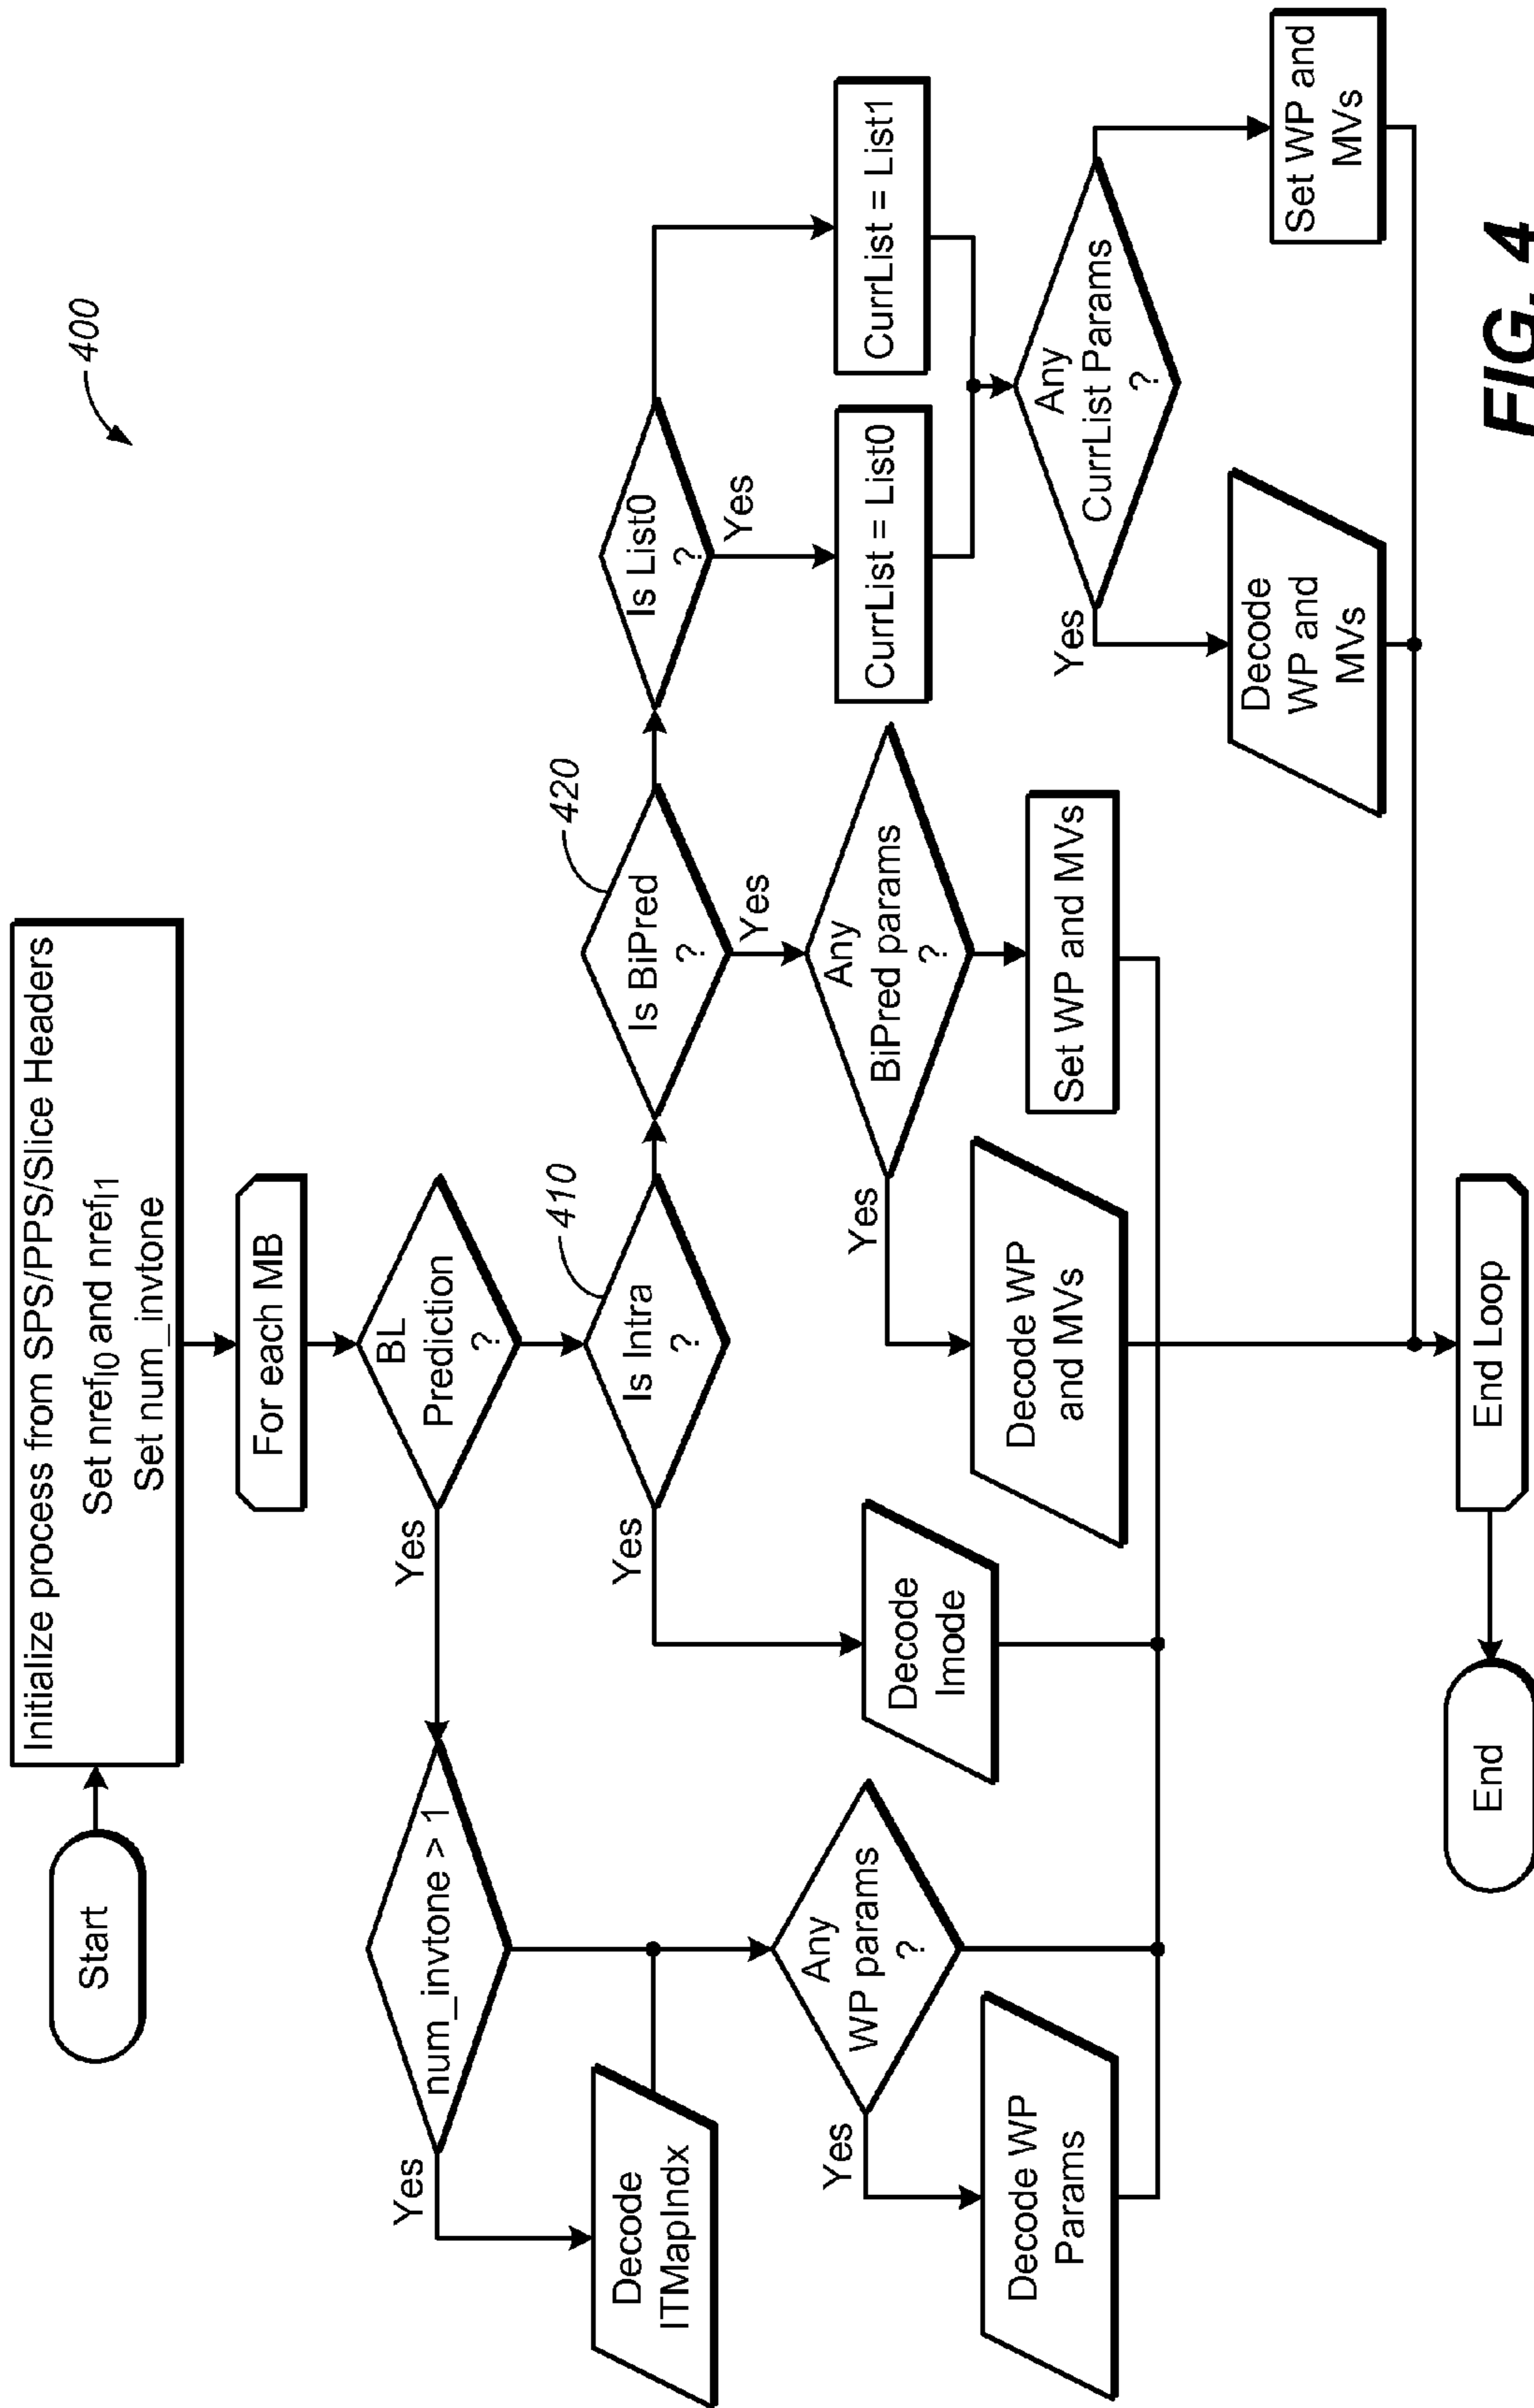 400
Start
Initialize process from SPS/PPS/Slice Headers
Set nrefl0 and nrefl1
Set num_invtone
For each MB
BL
Prediction
?
Yes
num_invtone > 1
Yes
Decode
ITMapIndx
Any
WP params
?
Yes
Decode WP
Params
410
Is Intra
?
Yes
Decode
Imode
420
Is BiPred
?
Yes
Any
BiPred params
?
Yes
Decode WP
and MVs
Set WP and MVs
Is List0
?
Yes
CurrList = List0
CurrList = List1
Any
CurrList Params
?
Yes
Decode
WP and
MVs
Set WP and
MVs
End Loop
End
FIG. 4